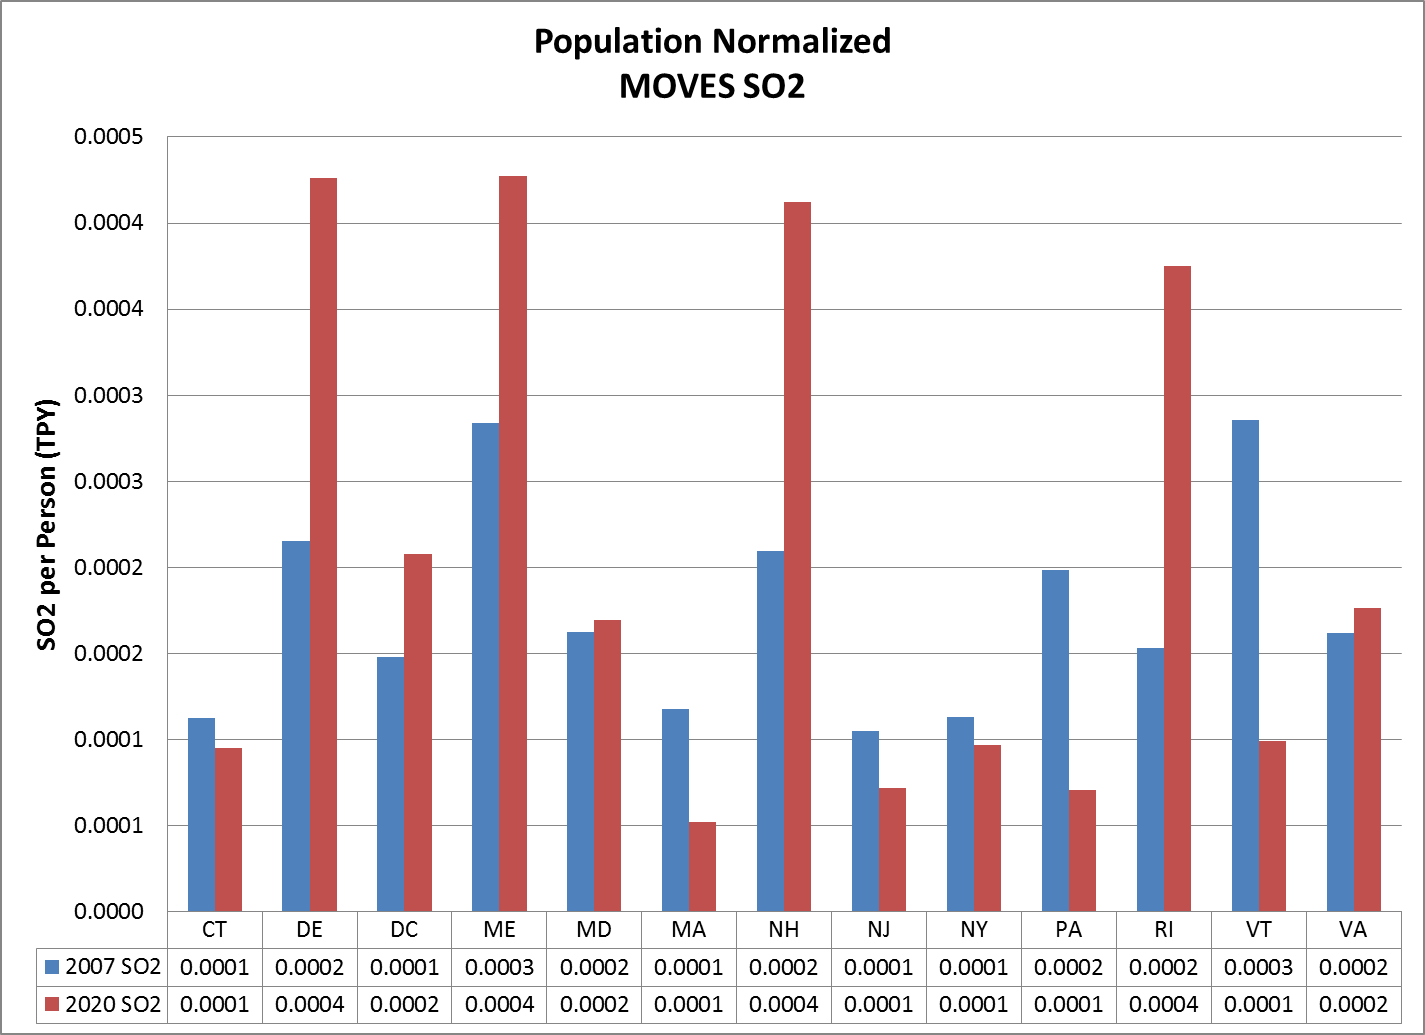 Population Normalized
MOVES SO2
SO2 per Person (TPY)
0.0005
0.0004
0.0004
0.0003
0.0003
0.0002
0.0002
0.0001
0.0001
0.0000
CT DE DC ME MD MA NH NJ NY PA RI VT VA
2007 SO2 0.0001 0.0002 0.0001 0.0003 0.0002 0.0001 0.0002 0.0001 0.0001 0.0002 0.0002 0.0003 0.0002
2020 SO2 0.0001 0.0004 0.0002 0.0004 0.0002 0.0001 0.0004 0.0001 0.0001 0.0001 0.0004 0.0001 0.0002